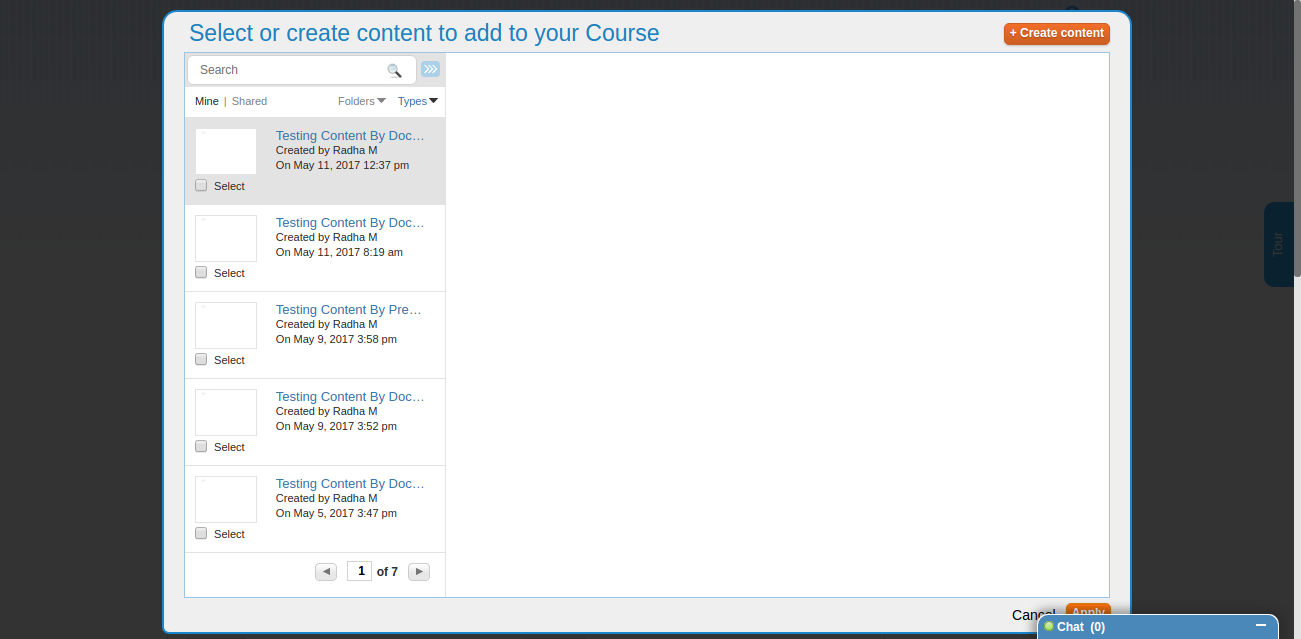 Select or create content to add to your Course
+ Create content
Search
Mine | Shared
Folders
Types
Testing Content By Doc…
Created by Radha M
On May 11, 2017 12:37 pm
Select
Testing Content By Doc…
Created by Radha M
On May 11, 2017 8:19 am
Select
Testing Content By Pre…
Created by Radha M
On May 9, 2017 3:58 pm
Select
Testing Content By Doc…
Created by Radha M
On May 9, 2017 3:52 pm
Select
Testing Content By Doc…
Created by Radha M
On May 5, 2017 3:47 pm
Select
1 of 7
Tour
Cancel
Apply
Chat (0)